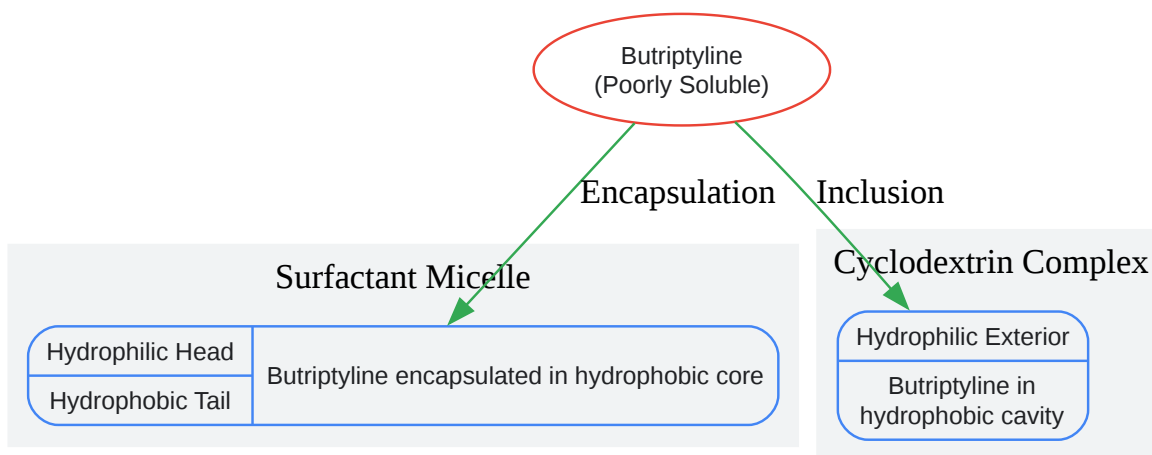 Butriptyline
(Poorly Soluble)
Encapsulation
Inclusion
Surfactant Micelle
Hydrophilic Head
Hydrophobic Tail
Butriptyline encapsulated in hydrophobic core
Cyclodextrin Complex
Hydrophilic Exterior
Butriptyline in
hydrophobic cavity